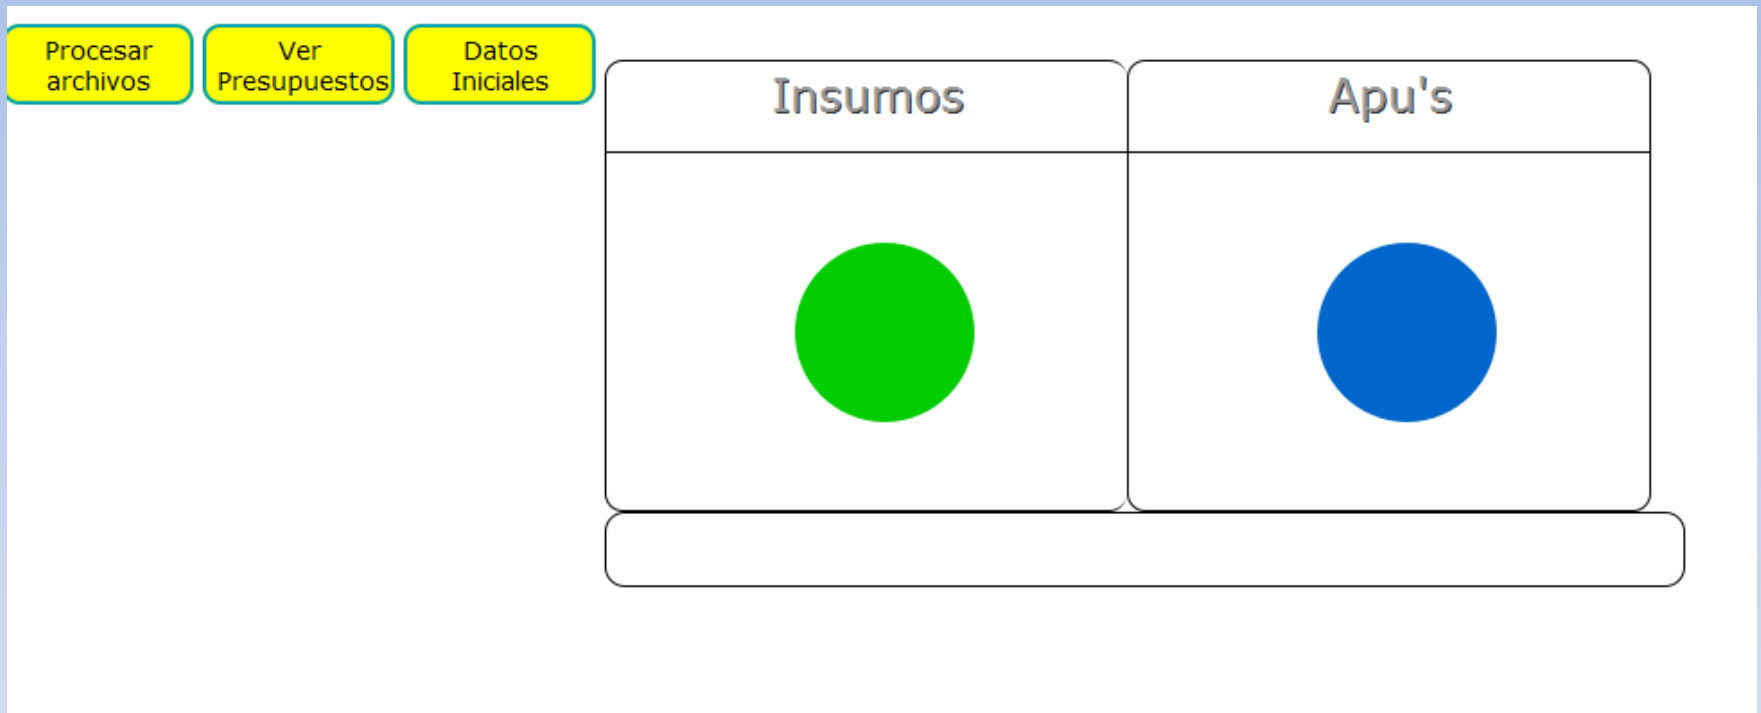 Procesar
archivos
Ver
Presupuestos
Datos
Iniciales
Insumos
Apu's